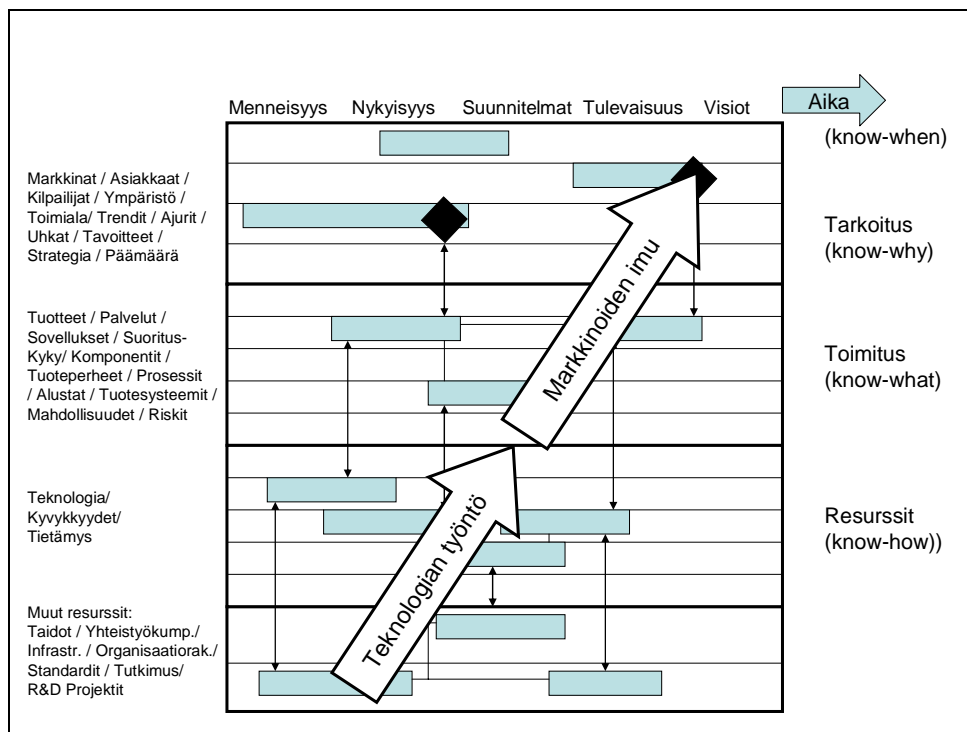 Menneisyys Nykyisyys Suunnitelmat Tulevaisuus Visiot
Aika
(know-when)
Markkinat / Asiakkaat /
Kilpailijat / Ympäristö /
Toimiala/ Trendit / Ajurit /
Uhkat / Tavoitteet /
Strategia / Päämäärä
Tarkoitus
(know-why)
Tuotteet / Palvelut /
Sovellukset / Suoritus-
Kyky/ Komponentit /
Tuoteperheet / Prosessit
/ Alustat / Tuotesysteemit /
Mahdollisuudet / Riskit
Markkinoiden imu
Toimitus
(know-what)
Teknologia/
Kyvykkyydet/
Tietämys
Teknologian työntö
Resurssit
(know-how))
Muut resurssit:
Taidot / Yhteistyökump./
Infrastr. / Organisaatiorak./
Standardit / Tutkimus/
R&D Projektit